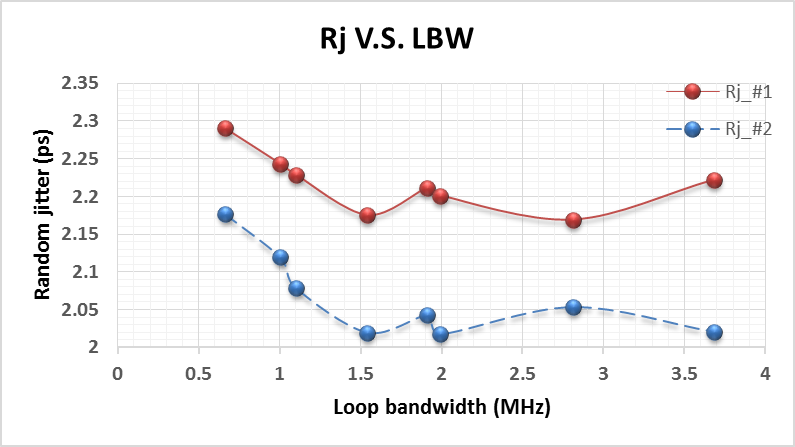 Rj V.S. LBW
2.35
2.3
2.25
2.2
2.15
2.1
2.05
2
Random jitter (ps)
Rj_#1
Rj_#2
0 0.5 1 1.5 2 2.5 3 3.5 4
Loop bandwidth (MHz)